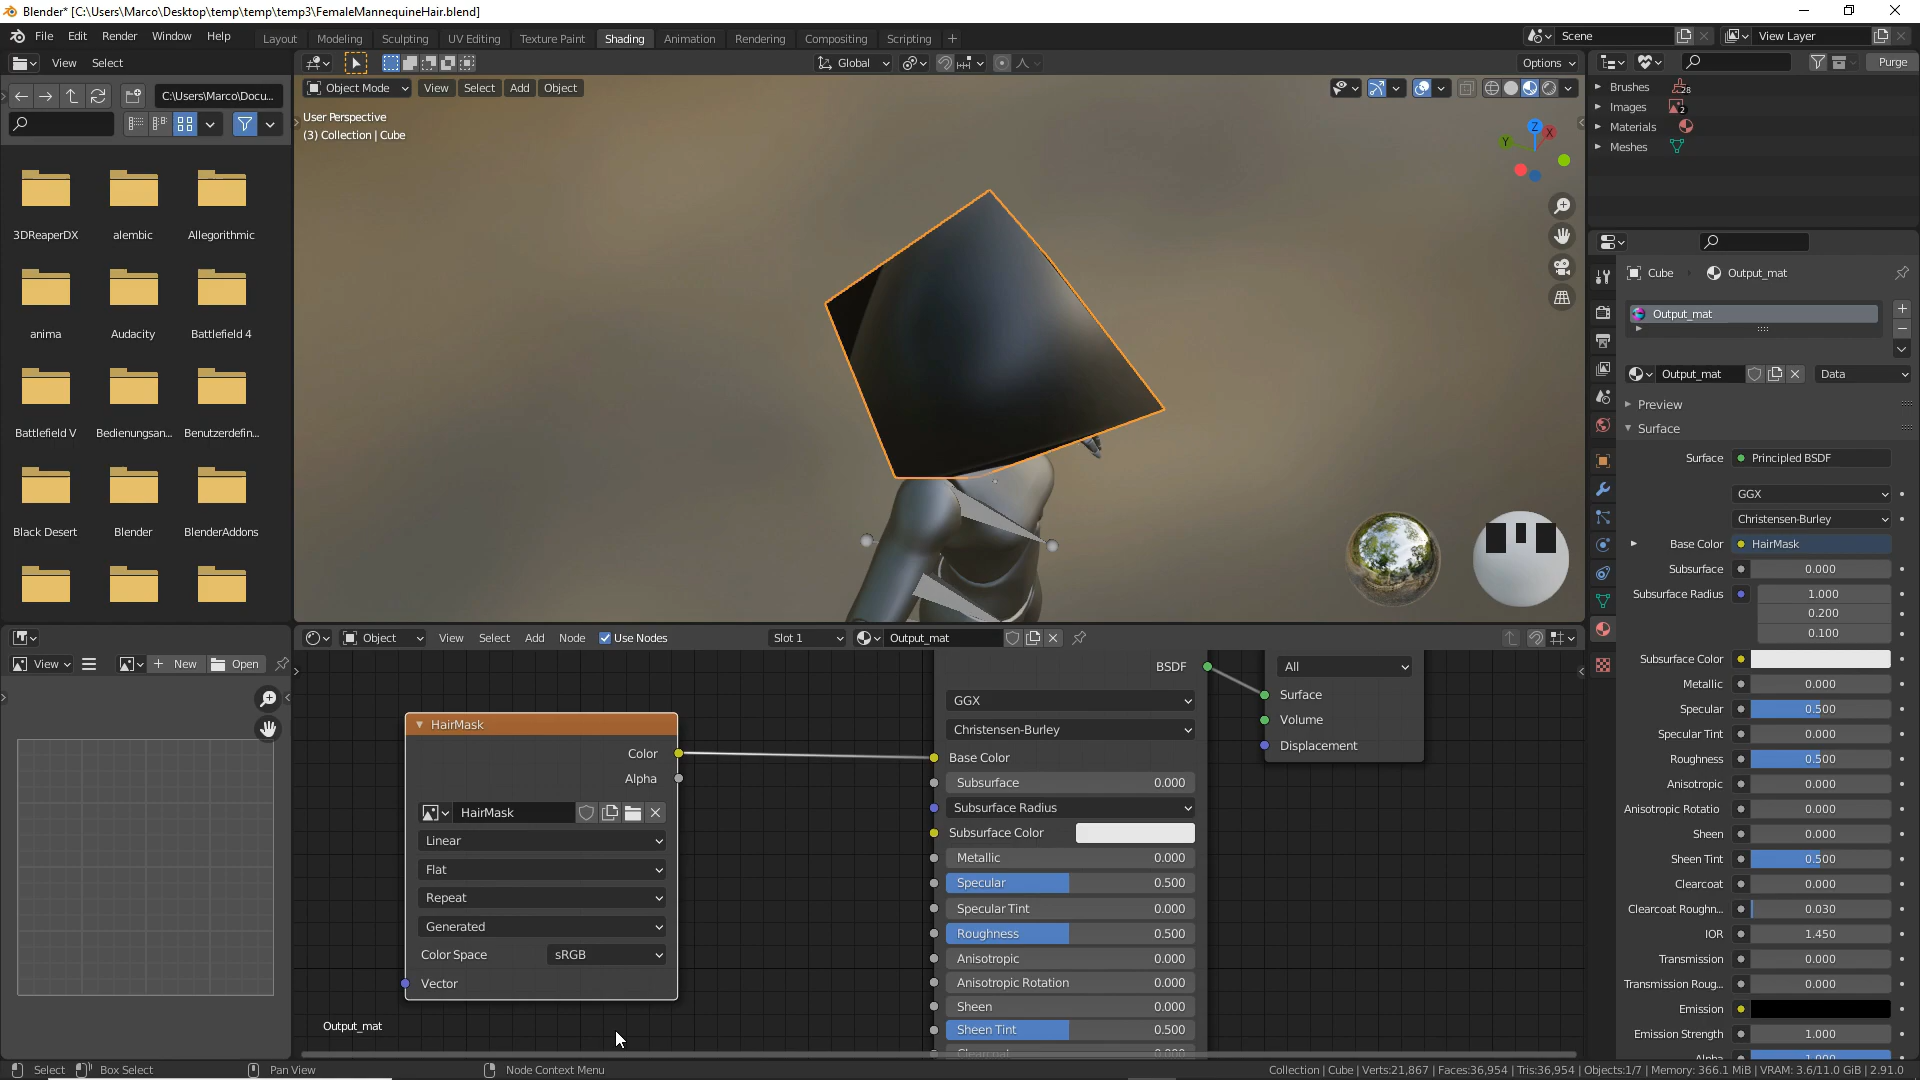 Blender* [C:\Users\Marco\Desktop\temp\temp\temp3\FemaleMannequineHair.blend]
File Edit Render Window Help
Layout Modeling Sculpting UV Editing Texture Paint Shading Animation Rendering Compositing Scripting
Scene
View Layer
View Select
C:\Users\Marco\Docu...
3DReaperDX alembic Allegorithmic
anima Audacity Battlefield 4
Battlefield V Bedienungsan... Benutzerdefin...
Black Desert Blender BlenderAddons
Global
Options
Object Mode View Select Add Object
User Perspective
(3) Collection | Cube
Z X Y
Purge
Brushes 28
Images 2
Materials
Meshes
Cube Output_mat
Output_mat
Output_mat Data
Preview
Surface
Surface Principled BSDF
GGX
Christensen-Burley
Base Color HairMask
Subsurface 0.000
Subsurface Radius 1.000
0.200
0.100
Subsurface Color
Metallic 0.000
Specular 0.500
Specular Tint 0.000
Roughness 0.500
Anisotropic 0.000
Anisotropic Rotatio 0.000
Sheen 0.000
Sheen Tint 0.500
Clearcoat 0.000
Clearcoat Roughn... 0.030
IOR 1.450
Transmission 0.000
Transmission Roug... 0.000
Emission
Emission Strength 1.000
Alpha 1.000
View New Open
Object View Select Add Node Use Nodes Slot 1 Output_mat
HairMask
Color
Alpha
HairMask
Linear
Flat
Repeat
Generated
Color Space sRGB
Vector
Output_mat
BSDF
GGX
Christensen-Burley
Base Color
Subsurface 0.000
Subsurface Radius
Subsurface Color
Metallic 0.000
Specular 0.500
Specular Tint 0.000
Roughness 0.500
Anisotropic 0.000
Anisotropic Rotation 0.000
Sheen 0.000
Sheen Tint 0.500
Clearcoat 0.000
All
Surface
Volume
Displacement
Select Box Select Pan View Node Context Menu
Collection | Cube | Verts:21,867 | Faces:36,954 | Tris:36,954 | Objects:1/7 | Memory: 366.1 MiB | VRAM: 3.6/11.0 GiB | 2.91.0